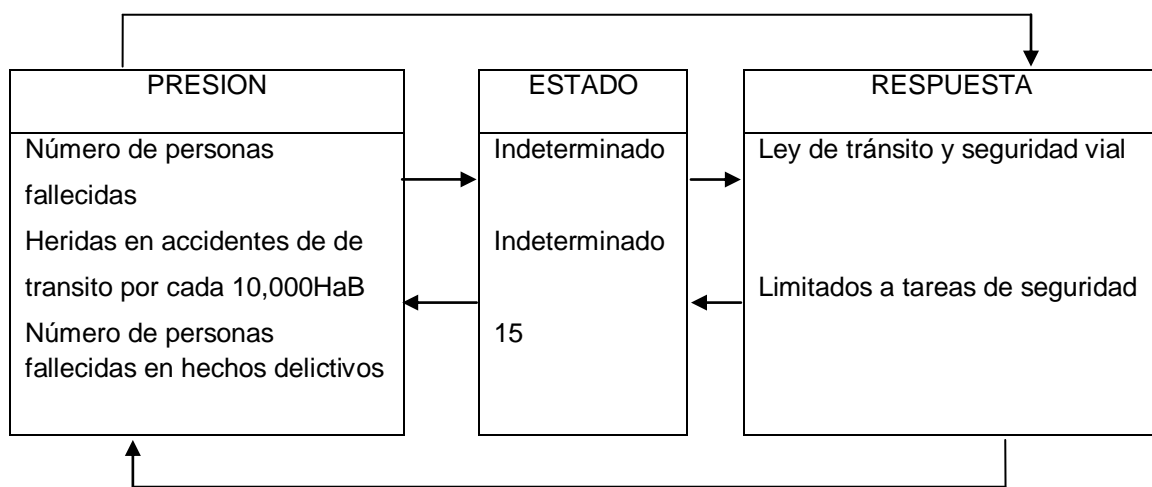 PRESION
Número de personas
fallecidas
Heridas en accidentes de de
transito por cada 10,000HaB
Número de personas
fallecidas en hechos delictivos
ESTADO
Indeterminado
Indeterminado
15
RESPUESTA
Ley de tránsito y seguridad vial
Limitados a tareas de seguridad